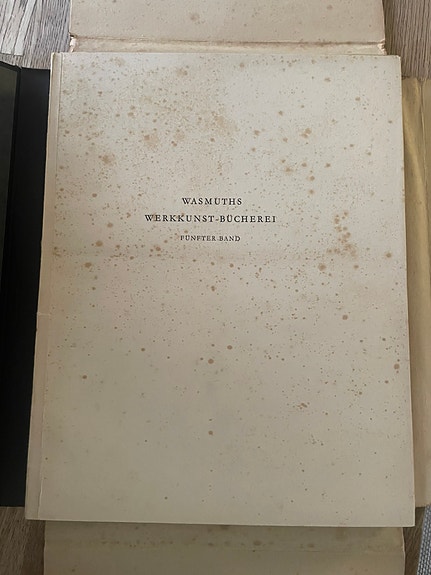 WASMUTHS
WERKKUNST-BÜCHEREI
FÜNFTER BAND